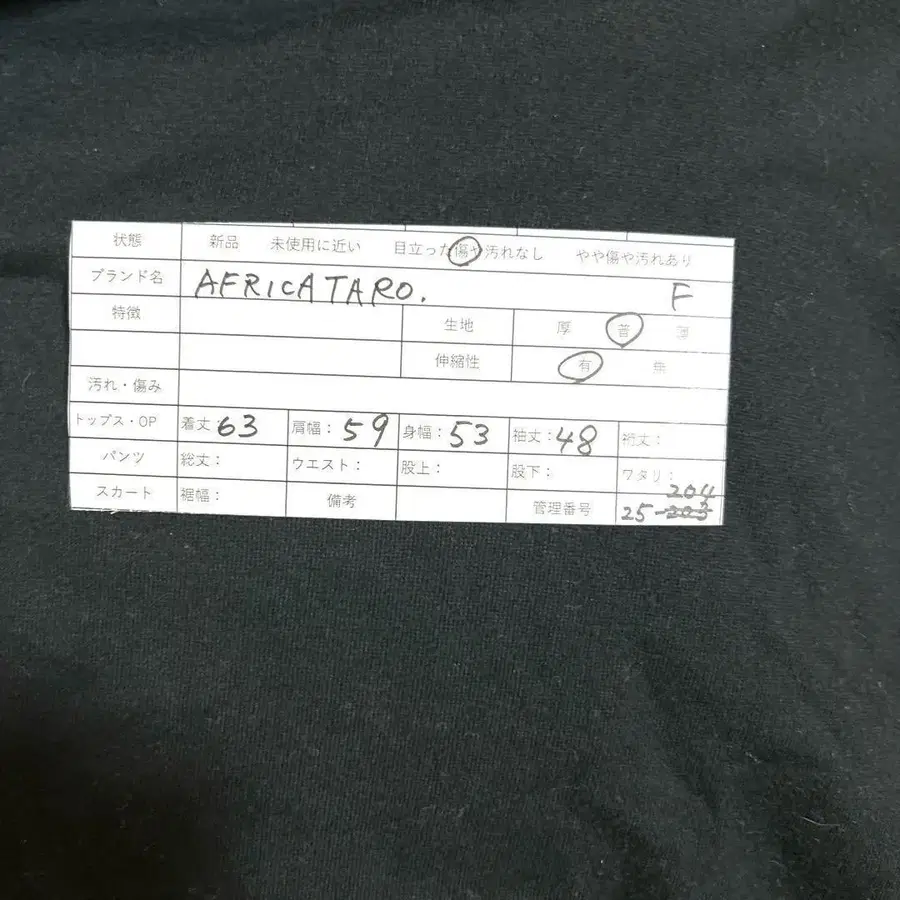 状態 新品 未使用に近い 目立った傷や汚れなし やや傷や汚れあり
ブランド名 AFRICATARO. F
特徴 生地 厚 普 薄
伸縮性 有 無
汚れ・傷み
トップス・OP 着丈 63 肩幅: 59 身幅: 53 袖丈: 48 裄丈:
パンツ 総丈: ウエスト: 股上: 股下: ワタリ:
スカート 裾幅: 備考 管理番号 25-203 204